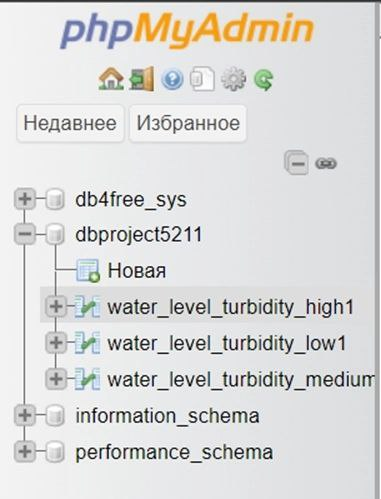 phpMyAdmin
Недавнее Избранное
db4free_sys
dbproject5211
Новая
water_level_turbidity_high1
water_level_turbidity_low1
water_level_turbidity_medium
information_schema
performance_schema